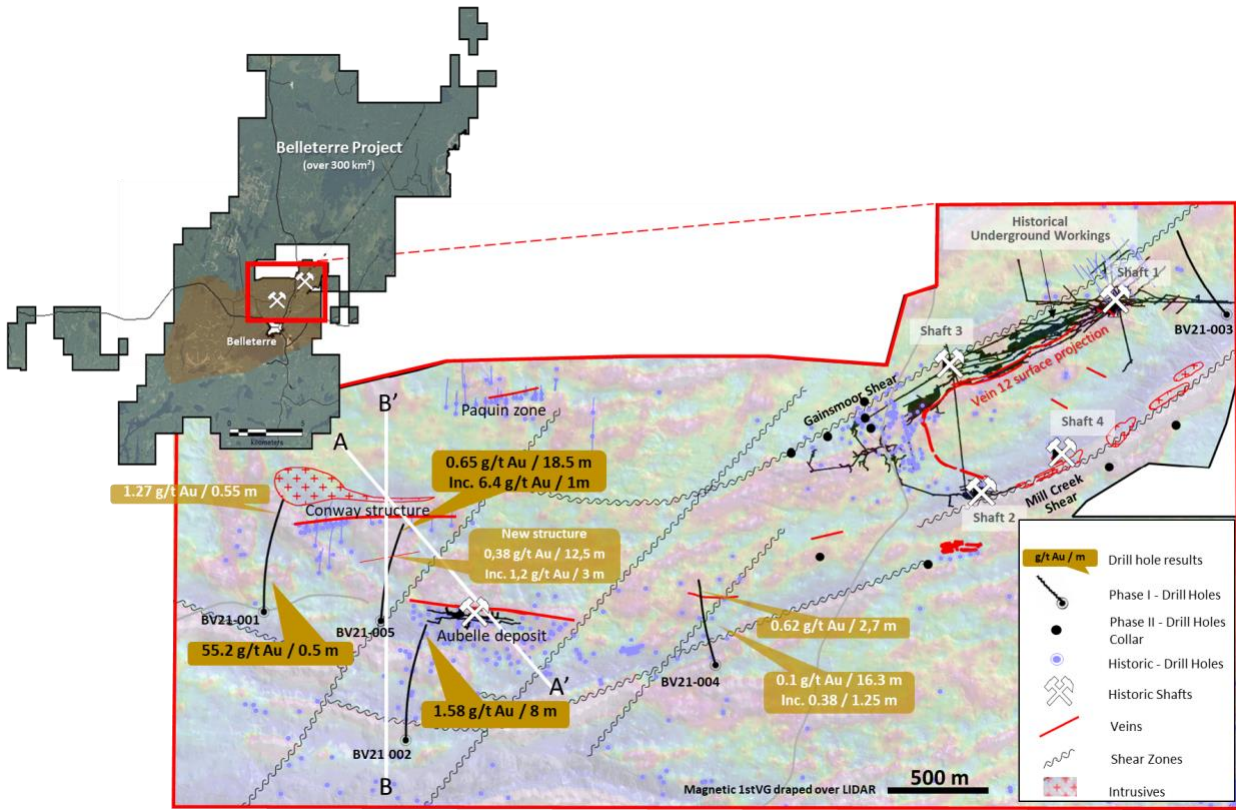 Belleterre Project
(over 300 km²)
Belleterre
0
5
Kilometers
Historical
Underground Workings
Shaft 1
BV21-003
Shaft 3
Gainsmoor Shear
Vein 12 surface projection
Shaft 4
Mill Creek
Shear
Shaft 2
Paquin zone
B'
A
0.65 g/t Au / 18.5 m
Inc. 6.4 g/t Au / 1m
1.27 g/t Au / 0.55 m
Conway structure
New structure
0,38 g/t Au / 12,5 m
Inc. 1,2 g/t Au / 3 m
BV21-001
BV21-005
Aubelle deposit
55.2 g/t Au / 0.5 m
A'
1.58 g/t Au / 8 m
BV21-002
B
0.62 g/t Au / 2,7 m
BV21-004
0.1 g/t Au / 16.3 m
Inc. 0.38 / 1.25 m
Magnetic 1stVG draped over LIDAR
500 m
g/t Au / m
Drill hole results
Phase I - Drill Holes
Phase II - Drill Holes
Collar
Historic - Drill Holes
Historic Shafts
Veins
Shear Zones
Intrusives